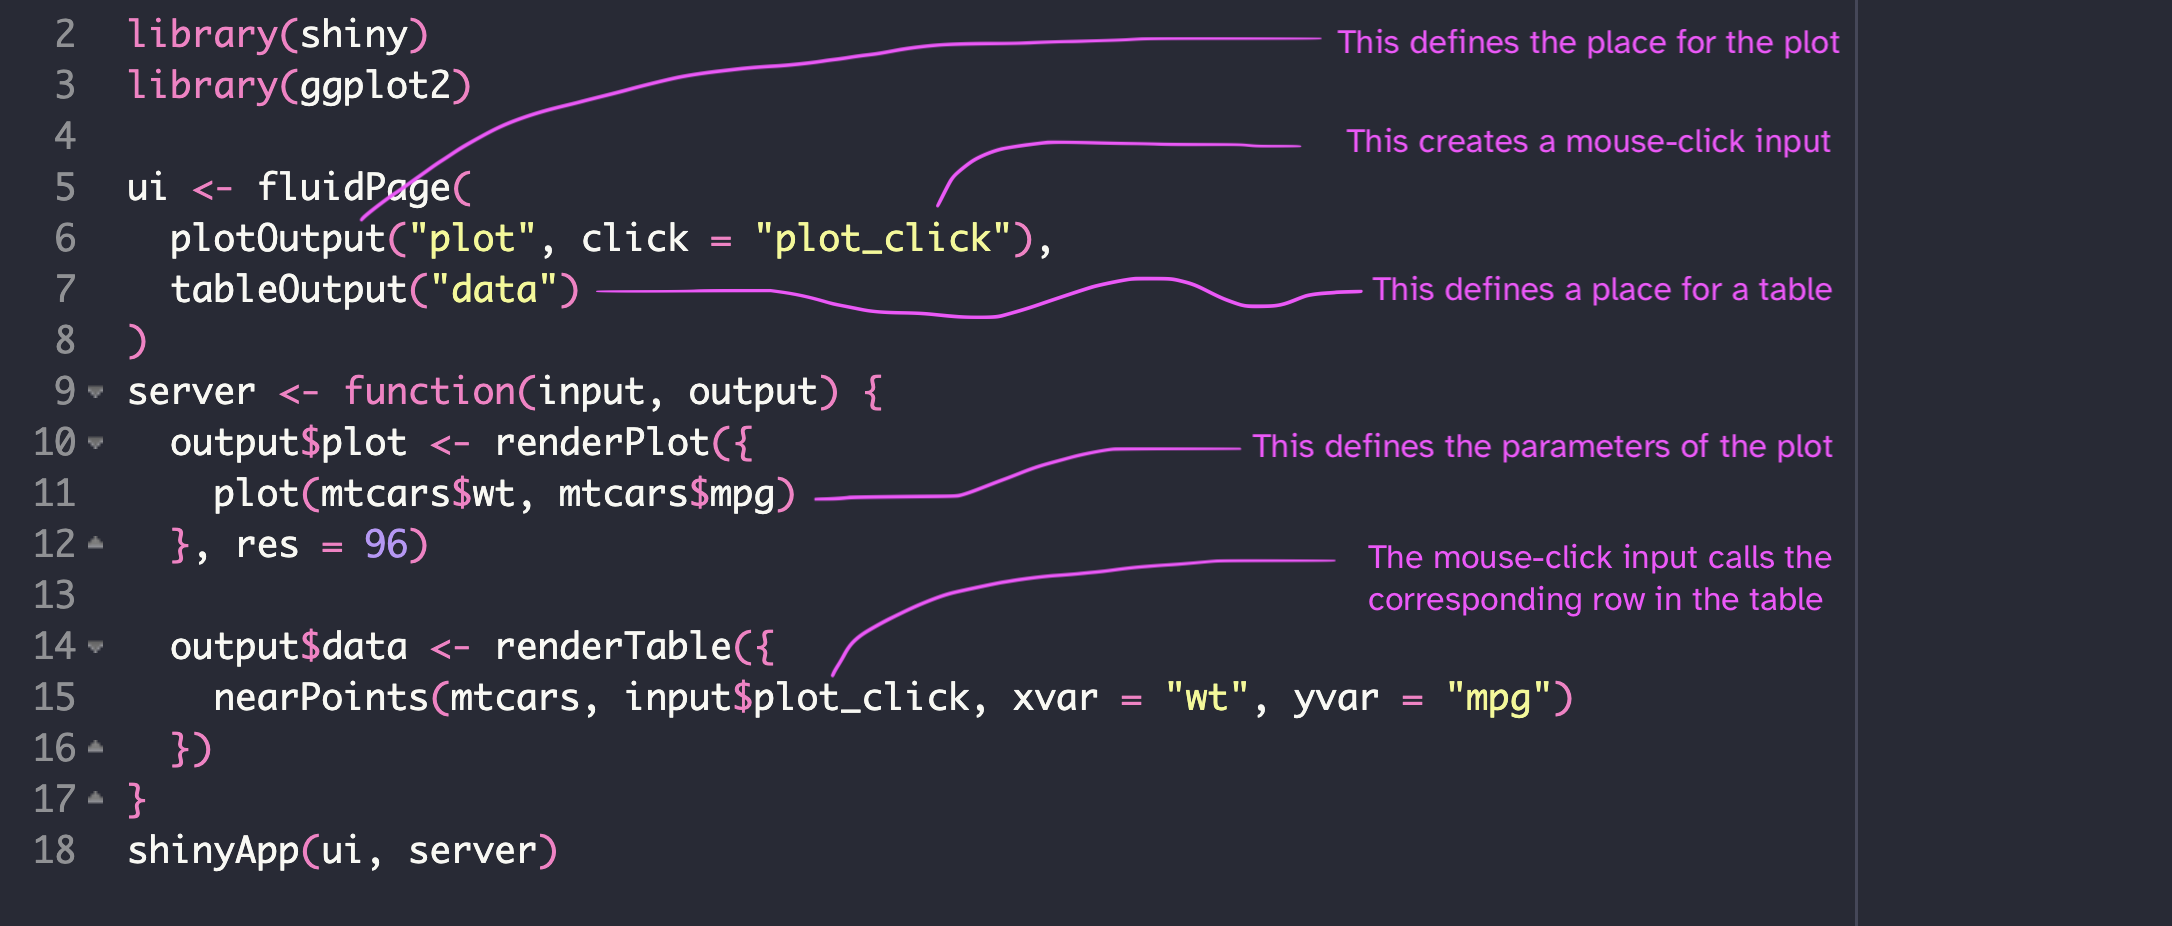 2 library(shiny)
This defines the place for the plot
3 library(ggplot2)
4
This creates a mouse-click input
5 ui <- fluidPage(
6   plotOutput("plot", click = "plot_click"),
7   tableOutput("data")
This defines a place for a table
8 )
9 server <- function(input, output) {
10   output$plot <- renderPlot({
This defines the parameters of the plot
11     plot(mtcars$wt, mtcars$mpg)
12   }, res = 96)
The mouse-click input calls the
corresponding row in the table
13
14   output$data <- renderTable({
15     nearPoints(mtcars, input$plot_click, xvar = "wt", yvar = "mpg")
16   })
17 }
18 shinyApp(ui, server)